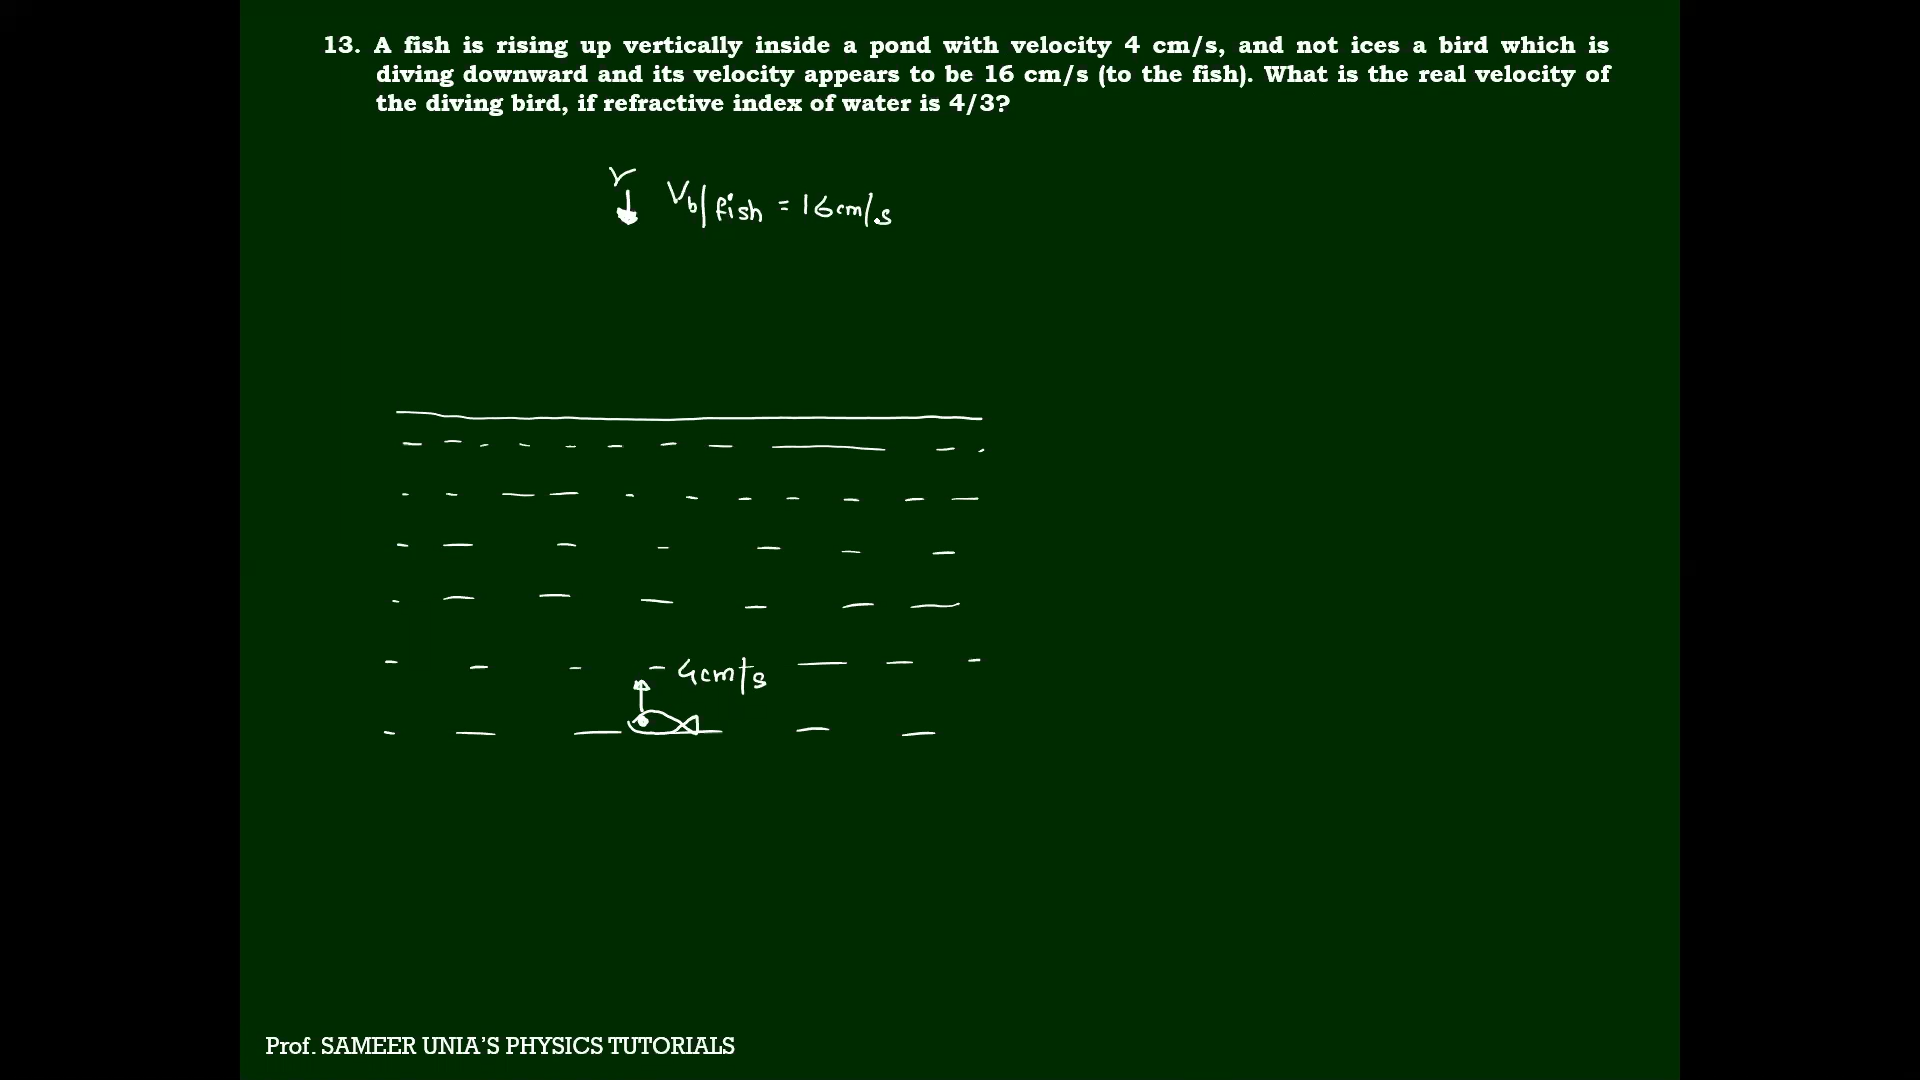 13. A fish is rising up vertically inside a pond with velocity 4 cm/s, and not ices a bird which is
diving downward and its velocity appears to be 16 cm/s (to the fish). What is the real velocity of
the diving bird, if refractive index of water is 4/3?
Vb/fish = 16cm/s
4cm/s
Prof. SAMEER UNIA'S PHYSICS TUTORIALS